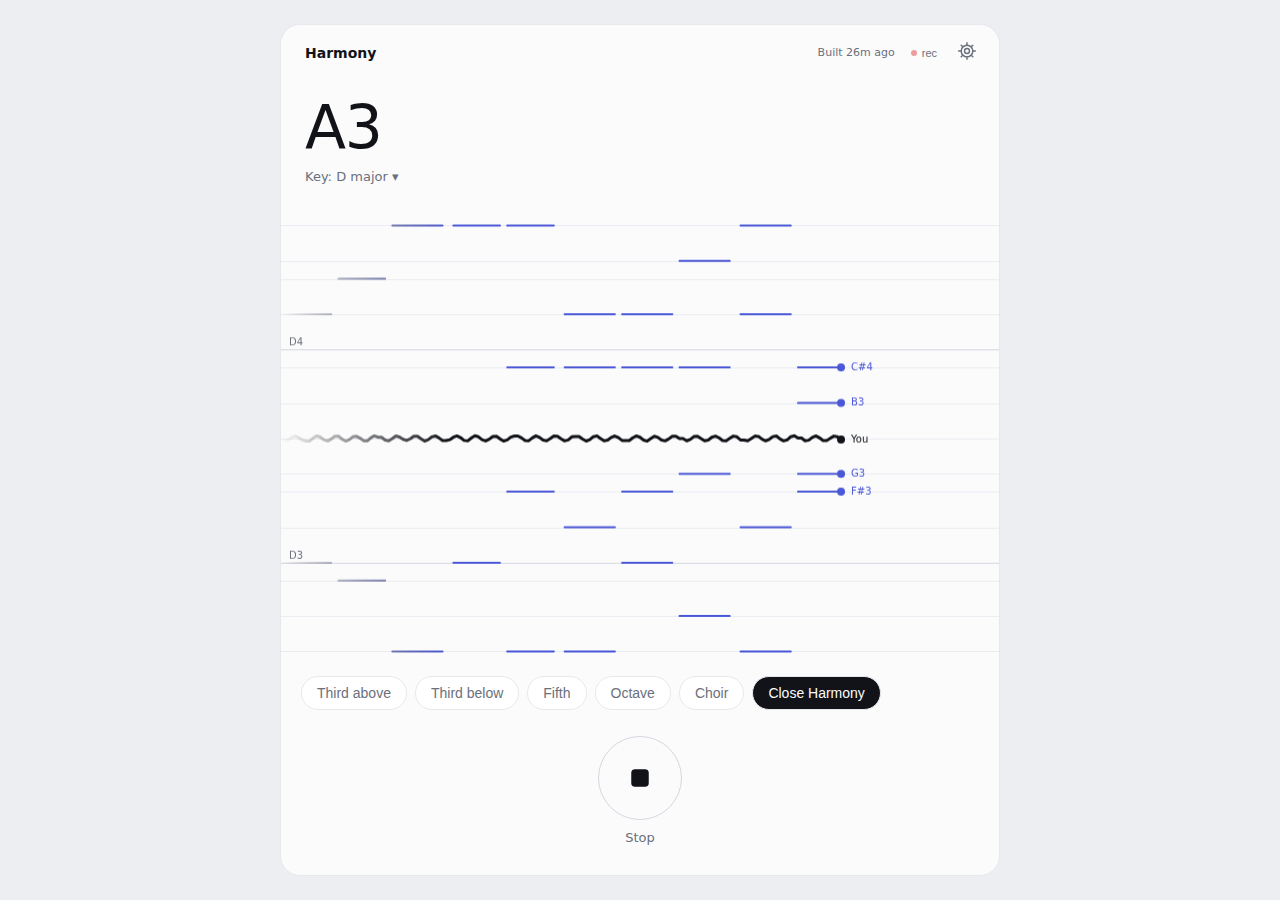 Harmony
Built 26m ago
rec
A3
Key: D major ▾
D4
C#4
B3
You
G3
F#3
D3
Third above
Third below
Fifth
Octave
Choir
Close Harmony
Stop